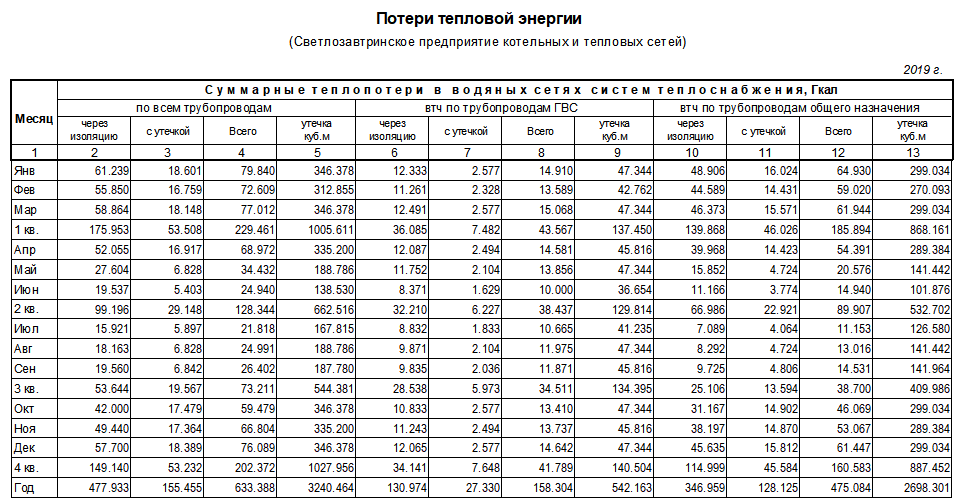 Потери тепловой энергии
(Светлозавтринское предприятие котельных и тепловых сетей)
2019 г.
Месяц Суммарные теплопотери в водяных сетях систем теплоснабжения, Гкал
по всем трубопроводам втч по трубопроводам ГВС втч по трубопроводам общего назначения
через изоляцию с утечкой Всего утечка куб.м через изоляцию с утечкой Всего утечка куб.м через изоляцию с утечкой Всего утечка куб.м
1 2 3 4 5 6 7 8 9 10 11 12 13
Янв 61.239 18.601 79.840 346.378 12.333 2.577 14.910 47.344 48.906 16.024 64.930 299.034
Фев 55.850 16.759 72.609 312.855 11.261 2.328 13.589 42.762 44.589 14.431 59.020 270.093
Мар 58.864 18.148 77.012 346.378 12.491 2.577 15.068 47.344 46.373 15.571 61.944 299.034
1 кв. 175.953 53.508 229.461 1005.611 36.085 7.482 43.567 137.450 139.868 46.026 185.894 868.161
Апр 52.055 16.917 68.972 335.200 12.087 2.494 14.581 45.816 39.968 14.423 54.391 289.384
Май 27.604 6.828 34.432 188.786 11.752 2.104 13.856 47.344 15.852 4.724 20.576 141.442
Июн 19.537 5.403 24.940 138.530 8.371 1.629 10.000 36.654 11.166 3.774 14.940 101.876
2 кв. 99.196 29.148 128.344 662.516 32.210 6.227 38.437 129.814 66.986 22.921 89.907 532.702
Июл 15.921 5.897 21.818 167.815 8.832 1.833 10.665 41.235 7.089 4.064 11.153 126.580
Авг 18.163 6.828 24.991 188.786 9.871 2.104 11.975 47.344 8.292 4.724 13.016 141.442
Сен 19.560 6.842 26.402 187.780 9.835 2.036 11.871 45.816 9.725 4.806 14.531 141.964
3 кв. 53.644 19.567 73.211 544.381 28.538 5.973 34.511 134.395 25.106 13.594 38.700 409.986
Окт 42.000 17.479 59.479 346.378 10.833 2.577 13.410 47.344 31.167 14.902 46.069 299.034
Ноя 49.440 17.364 66.804 335.200 11.243 2.494 13.737 45.816 38.197 14.870 53.067 289.384
Дек 57.700 18.389 76.089 346.378 12.065 2.577 14.642 47.344 45.635 15.812 61.447 299.034
4 кв. 149.140 53.232 202.372 1027.956 34.141 7.648 41.789 140.504 114.999 45.584 160.583 887.452
Год 477.933 155.455 633.388 3240.464 130.974 27.330 158.304 542.163 346.959 128.125 475.084 2698.301